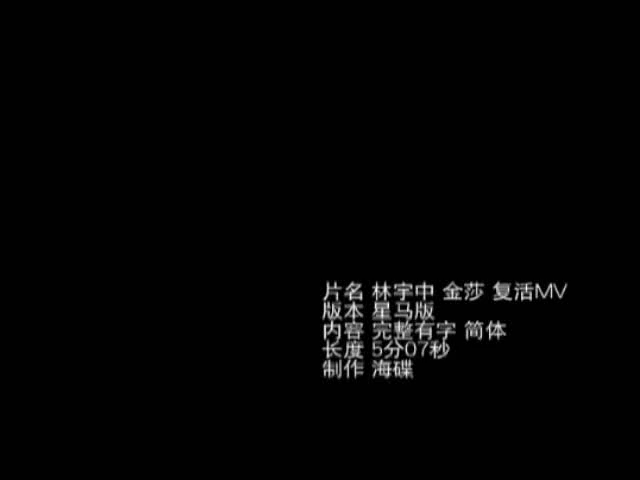 片名 林宇中 金莎 复活MV
版本 星马版
内容 完整有字 简体
长度 5分07秒
制作 海碟